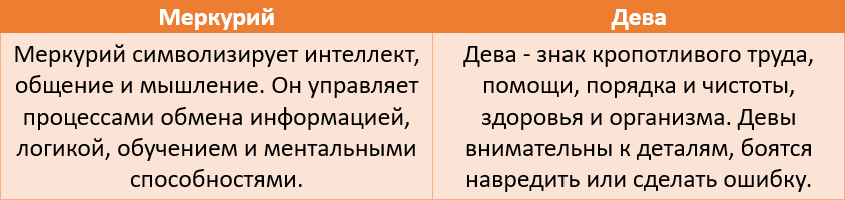 Меркурий
Дева
Меркурий символизирует интеллект,
общение и мышление. Он управляет
процессами обмена информацией,
логикой, обучением и ментальными
способностями.
Дева - знак кропотливого труда,
помощи, порядка и чистоты,
здоровья и организма. Девы
внимательны к деталям, боятся
навредить или сделать ошибку.